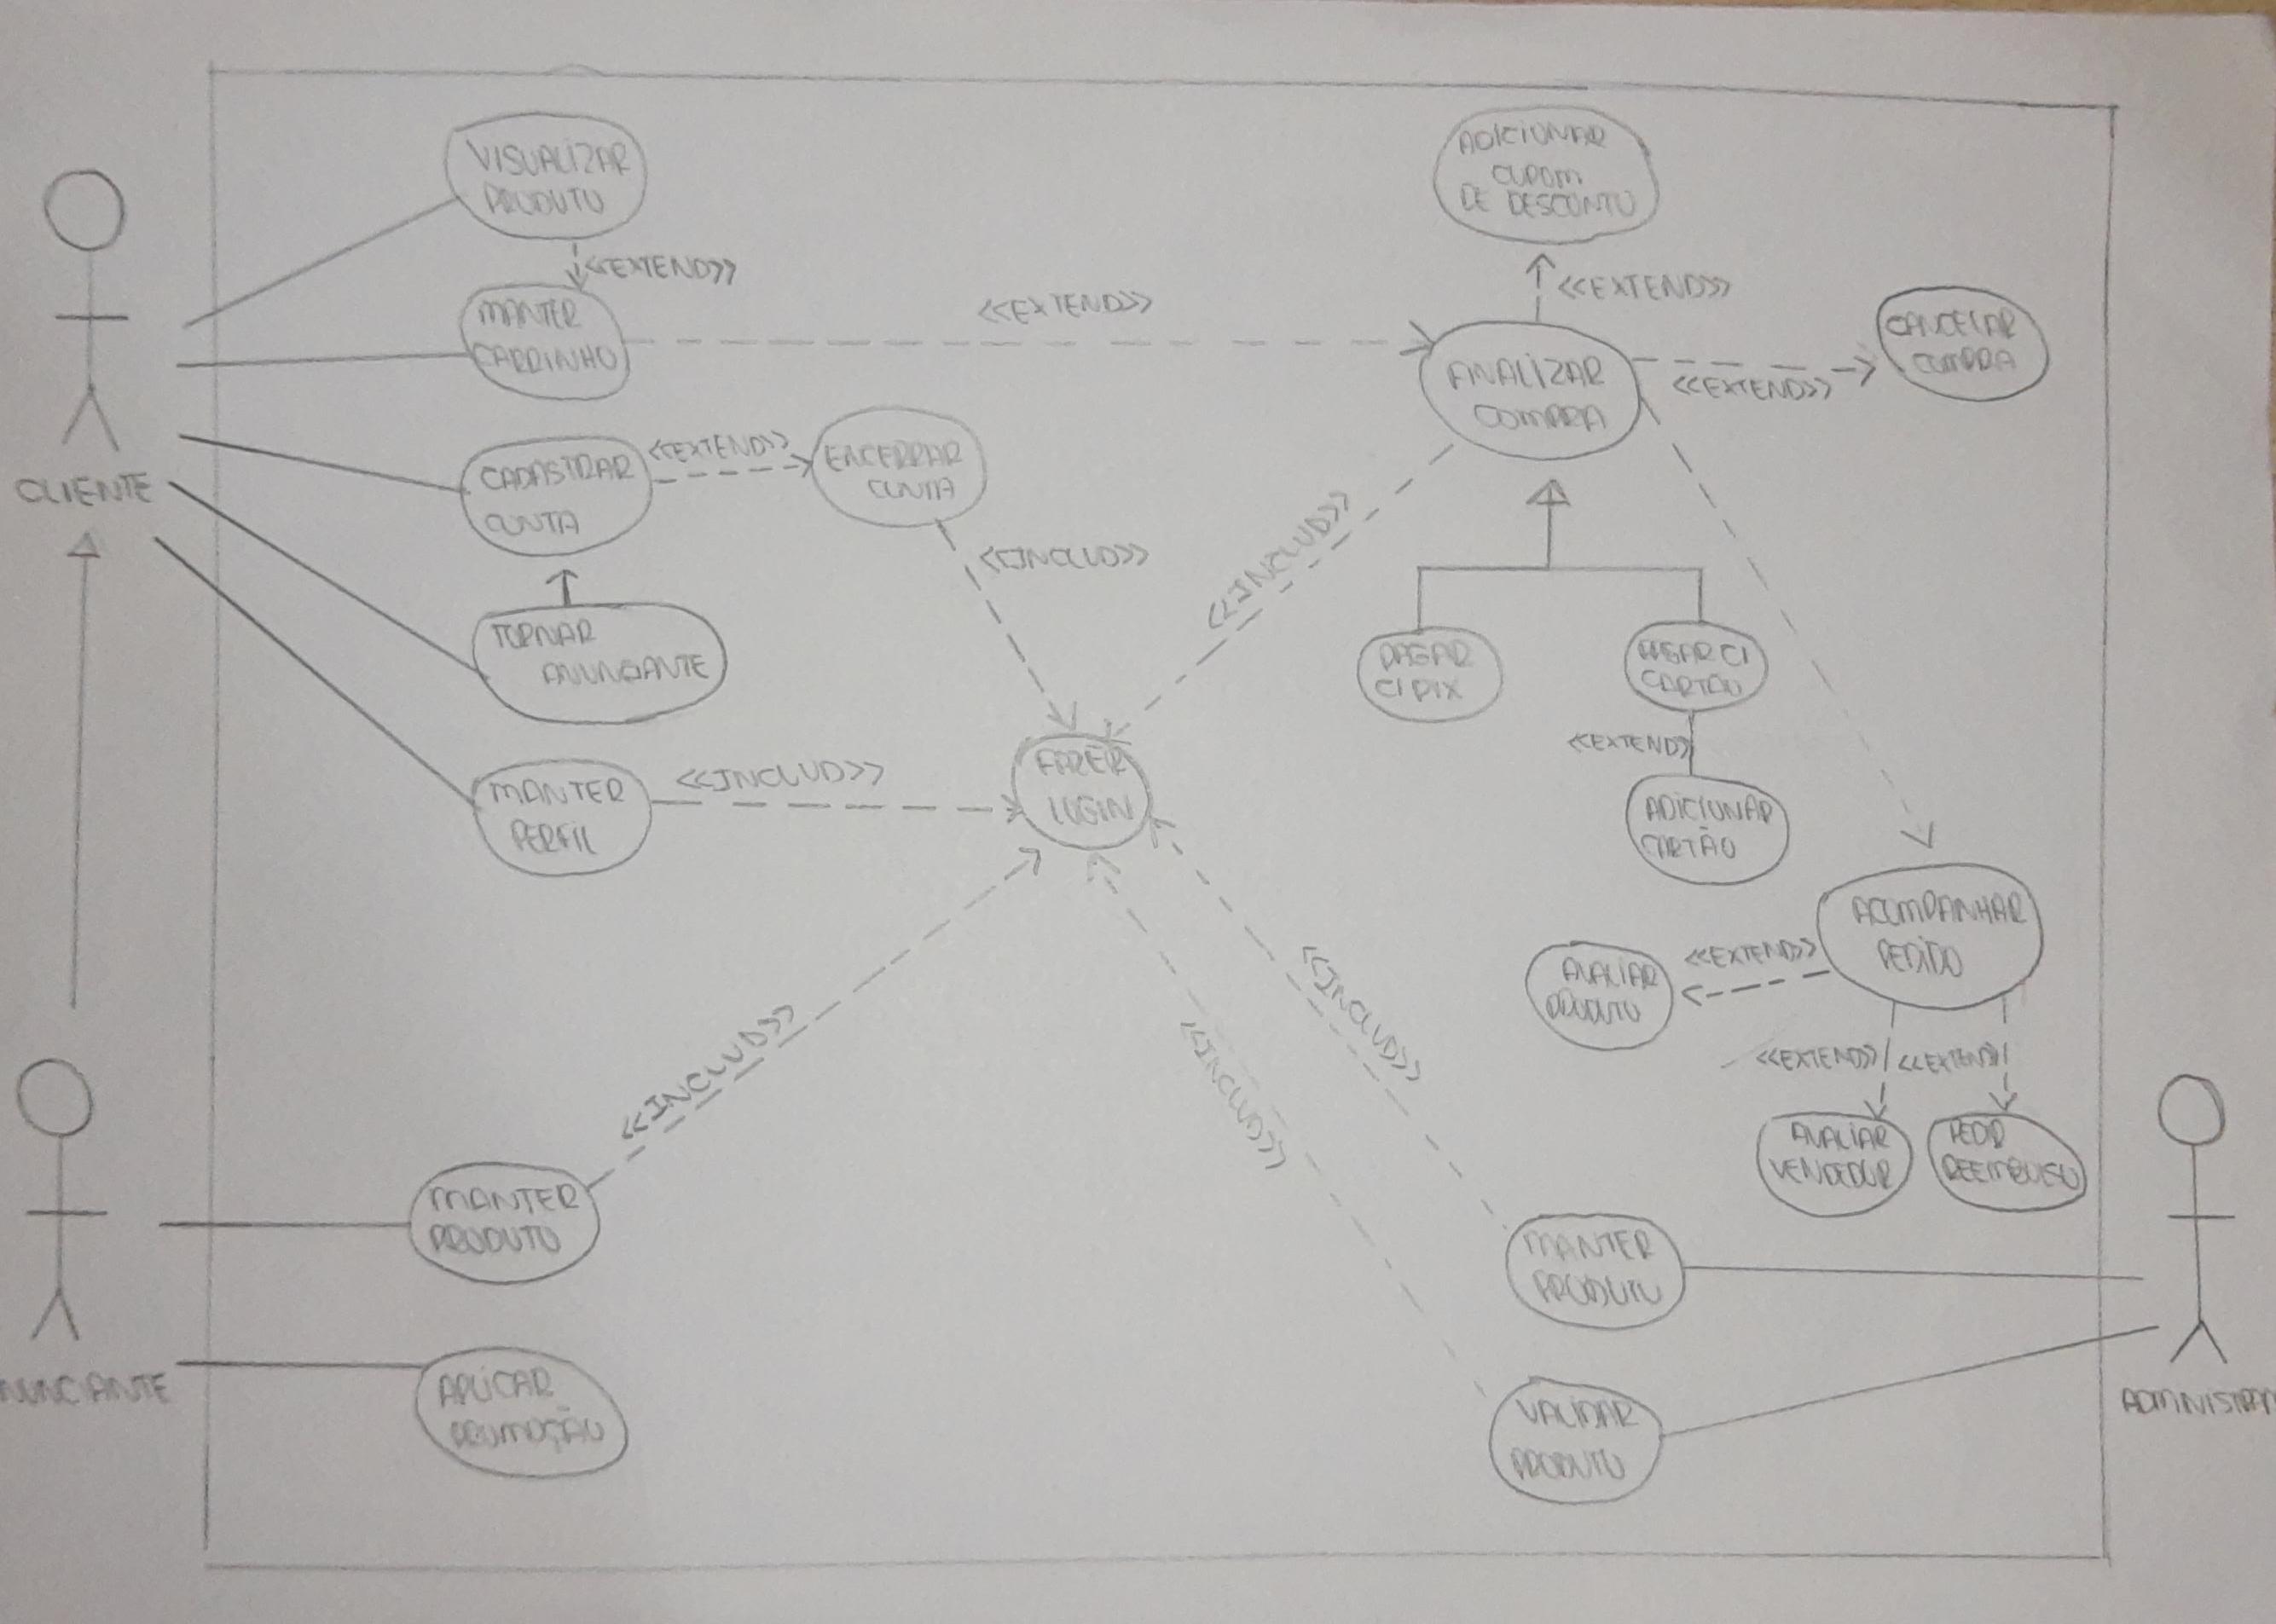 VISUALIZAR
PRODUTO
<<EXTEND>>
MANTER
CARRINHO
<<EXTEND>>
CLIENTE
CADASTRAR
CONTA
<<EXTEND>>
ENCERRAR
CONTA
<<INCLUD>>
TORNAR
ANUNCIANTE
MANTER
PERFIL
<<INCLUD>>
FAZER
LOGIN
ADICIONAR
CUPOM
DE DESCONTO
<<EXTEND>>
ANALIZAR
COMPRA
<<EXTEND>>
CANCELAR
COMPRA
<<INCLUD>>
PAGAR
C/ PIX
PAGAR C/
CARTÃO
<<EXTEND>>
ADICIONAR
CARTÃO
ACOMPANHAR
PEDIDO
<<EXTEND>>
AVALIAR
PRODUTO
<<EXTEND>>
<<EXTEND>>
AVALIAR
VENDEDOR
PEDIR
<<INCLUD>>
<<INCLUD>>
<<INCLUD>>
MANTER
PRODUTO
NUNCIANTE
APLICAR
PROMOÇÃO
MANTER
PRODUTO
VALIDAR
PRODUTO
ADMINISTRA